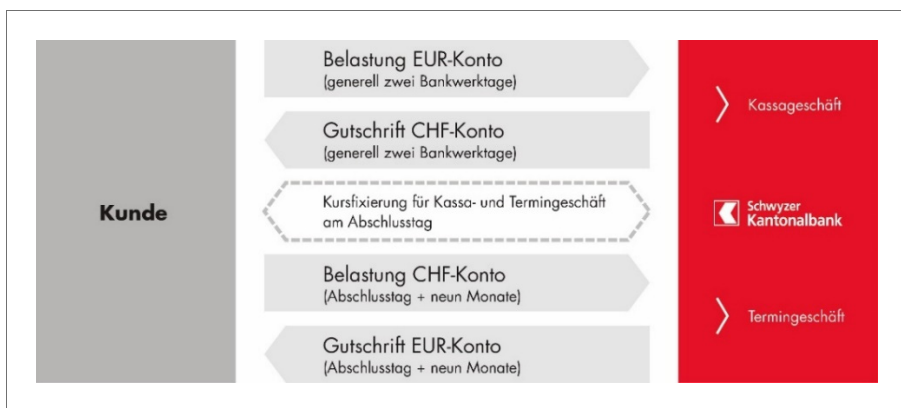 Kunde
Belastung EUR-Konto
(generell zwei Bankwerktage)
Gutschrift CHF-Konto
(generell zwei Bankwerktage)
Kursfixierung für Kassa- und Termingeschäft
am Abschlusstag
Belastung CHF-Konto
(Abschlusstag + neun Monate)
Gutschrift EUR-Konto
(Abschlusstag + neun Monate)
Kassageschäft
Schwyzer
Kantonalbank
Termingeschäft